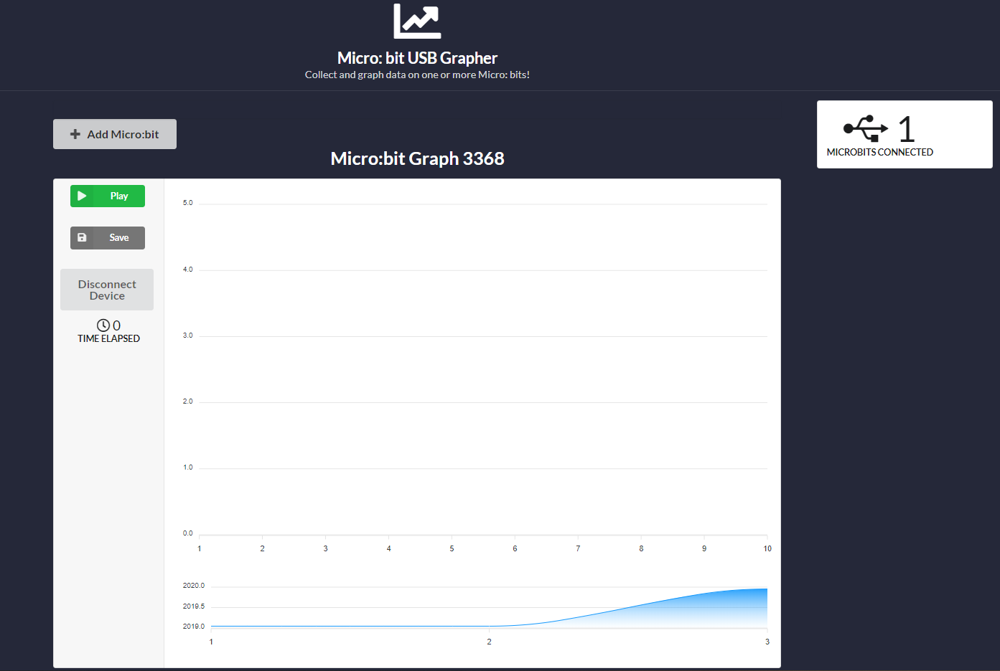 Micro: bit USB Grapher
Collect and graph data on one or more Micro: bits!
Add Micro:bit
1
MICROBITS CONNECTED
Micro:bit Graph 3368
Play
Save
Disconnect
Device
0
TIME ELAPSED
5.0
4.0
3.0
2.0
1.0
0.0
1 2 3 4 5 6 7 8 9 10
2020.0
2019.5
2019.0
1 2 3